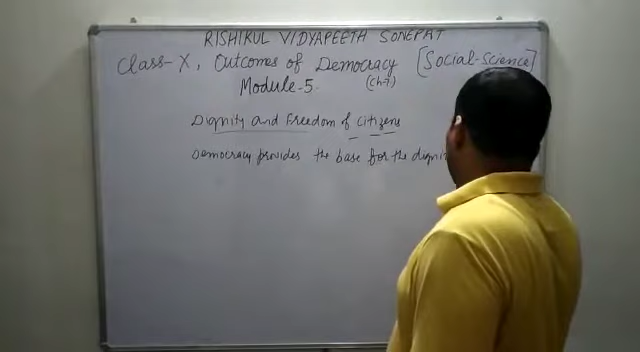 RISHIKUL VIDYAPEETH SONEPAT
Class-X, Outcomes of Democracy [Social-Science]
Module-5. (Ch-7)
Dignity and Freedom of citizens
Democracy provides the base for the dignin